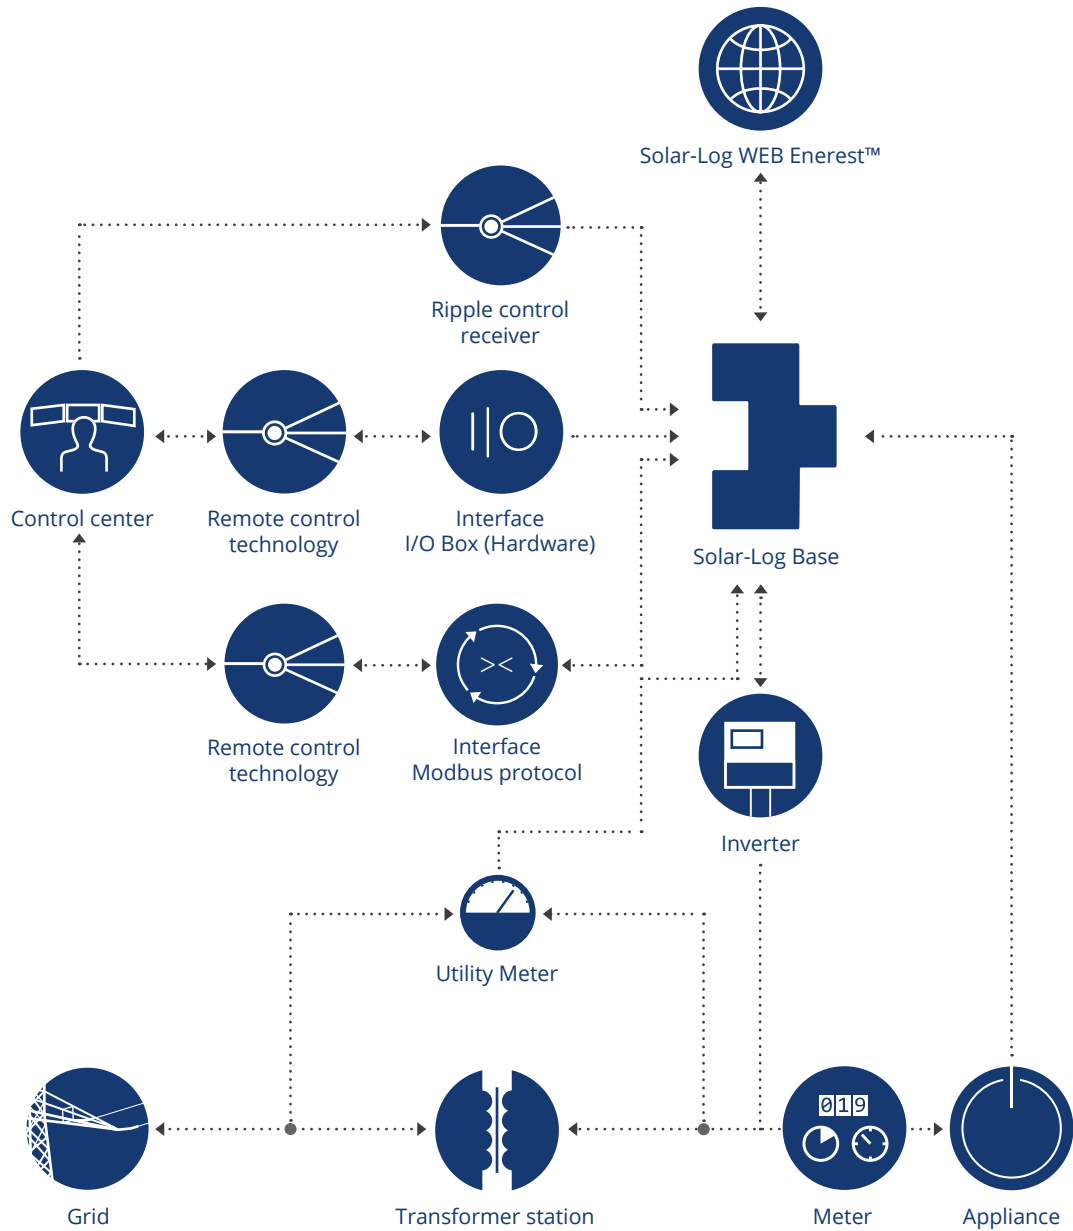 Solar-Log WEB Enerest™
Ripple control
receiver
Control center
Remote control
technology
Interface
I/O Box (Hardware)
Solar-Log Base
Remote control
technology
Interface
Modbus protocol
><
Inverter
Utility Meter
019
Grid
Transformer station
Meter
Appliance